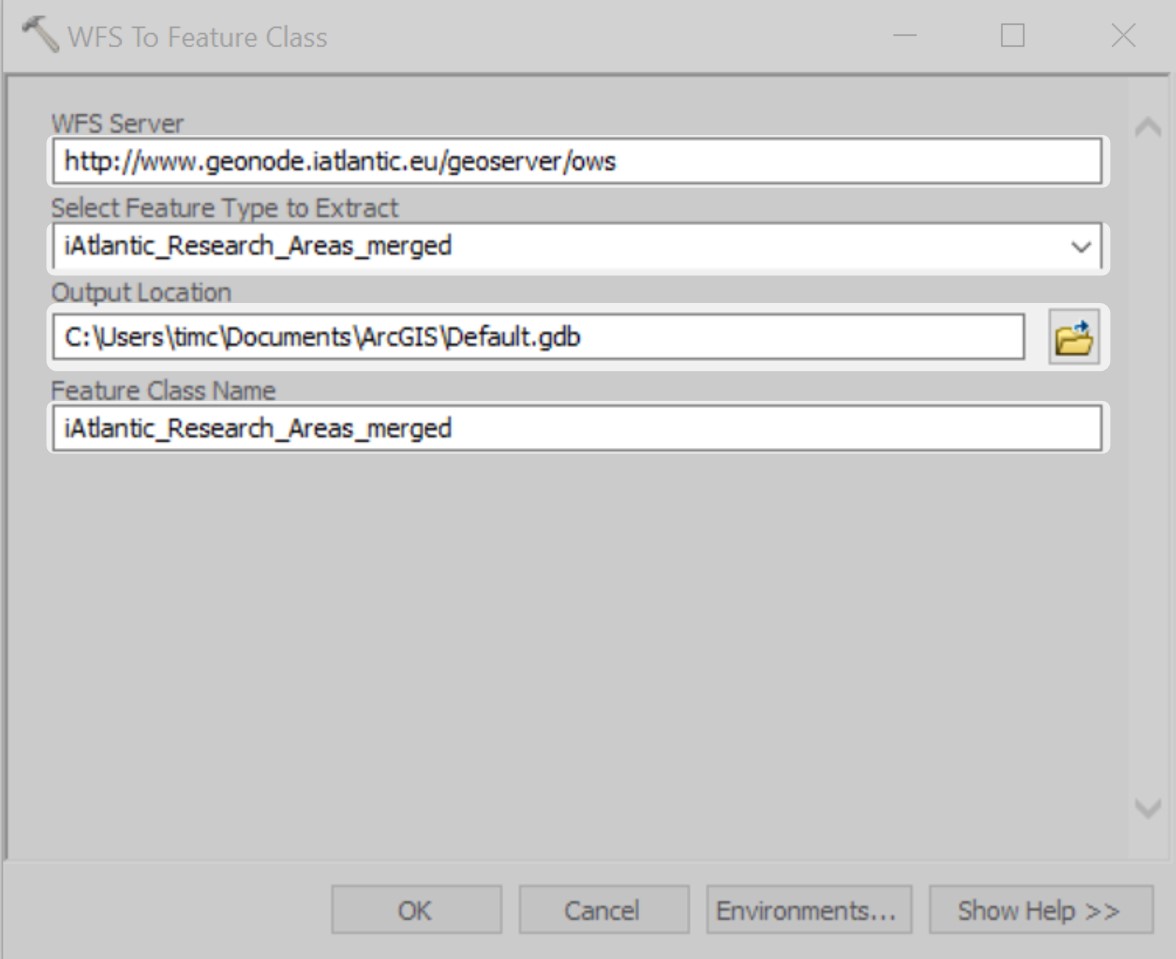 WFS To Feature Class
WFS Server
http://www.geonode.iatlantic.eu/geoserver/ows
Select Feature Type to Extract
iAtlantic_Research_Areas_merged
Output Location
C:\Users\timc\Documents\ArcGIS\Default.gdb
Feature Class Name
iAtlantic_Research_Areas_merged
OK Cancel Environments... Show Help >>